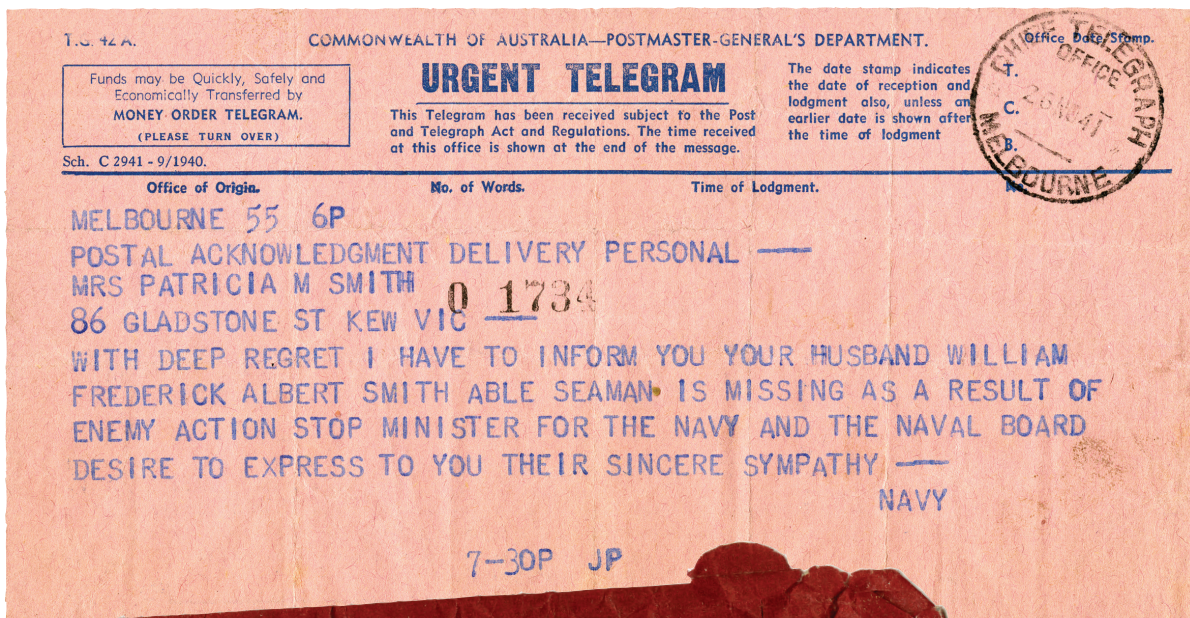 T.G. 42 A.
COMMONWEALTH OF AUSTRALIA—POSTMASTER-GENERAL'S DEPARTMENT.
Office Date Stamp.
Funds may be Quickly, Safely and
Economically Transferred by
MONEY ORDER TELEGRAM.
(PLEASE TURN OVER)
Sch. C 2941 - 9/1940.
URGENT TELEGRAM
This Telegram has been received subject to the Post
and Telegraph Act and Regulations. The time received
at this office is shown at the end of the message.
The date stamp indicates
the date of reception and
lodgment also, unless an
earlier date is shown after
the time of lodgment
T.
C.
B.
CHIEF TELEGRAPH
OFFICE
26 NO 41
MELBOURNE
Office of Origin. No. of Words. Time of Lodgment.
MELBOURNE 55 6P
POSTAL ACKNOWLEDGMENT DELIVERY PERSONAL —
MRS PATRICIA M SMITH
O 1734
86 GLADSTONE ST KEW VIC —
WITH DEEP REGRET I HAVE TO INFORM YOU YOUR HUSBAND WILLIAM
FREDERICK ALBERT SMITH ABLE SEAMAN IS MISSING AS A RESULT OF
ENEMY ACTION STOP MINISTER FOR THE NAVY AND THE NAVAL BOARD
DESIRE TO EXPRESS TO YOU THEIR SINCERE SYMPATHY —
NAVY
7-30P JP